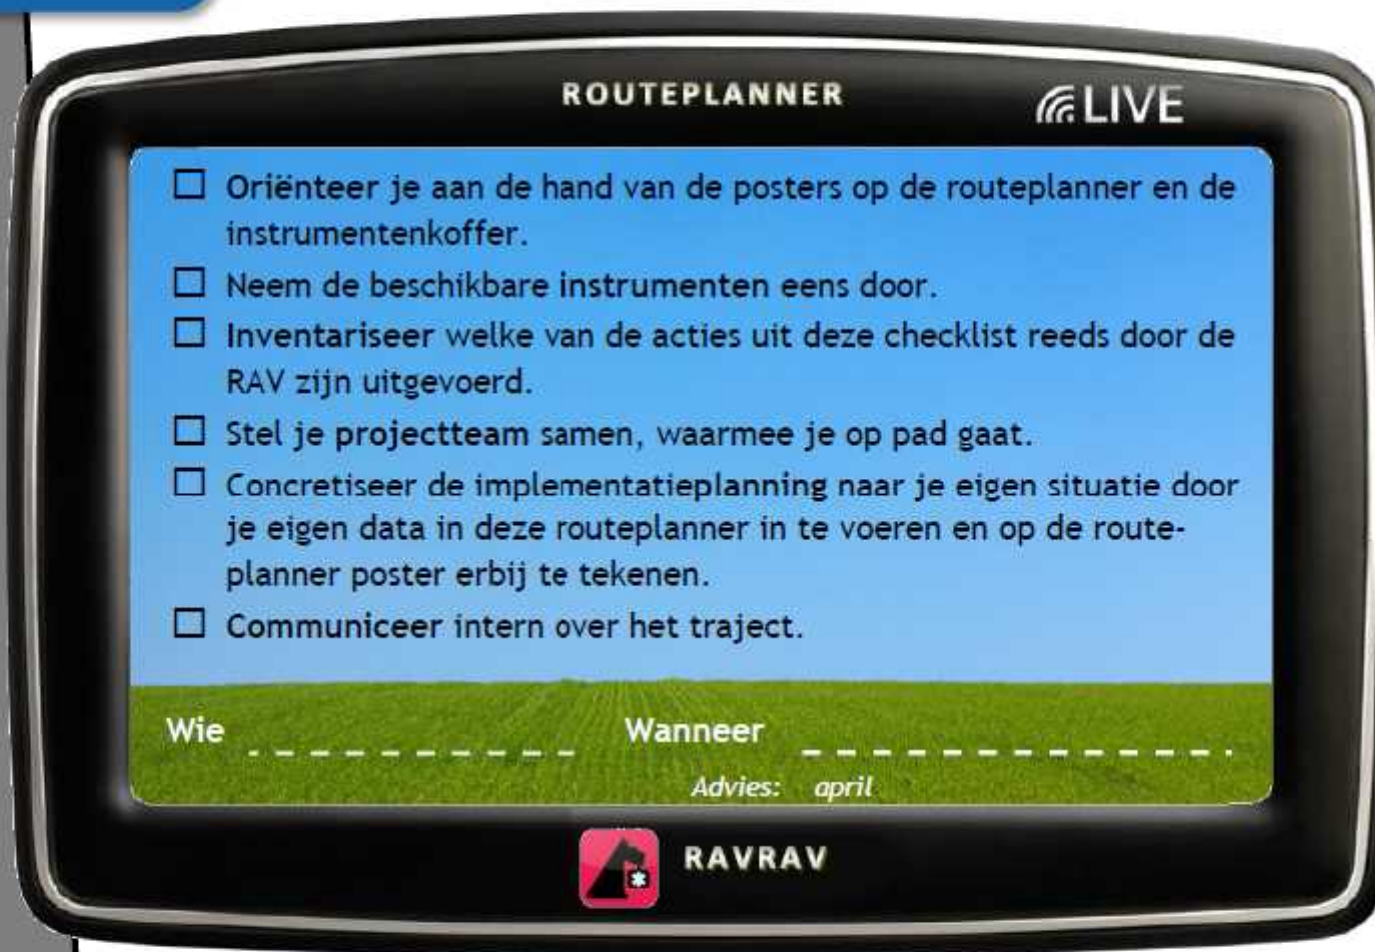 ROUTEPLANNER
LIVE
☐ Oriënteer je aan de hand van de posters op de routeplanner en de
instrumentenkoffer.
☐ Neem de beschikbare instrumenten eens door.
☐ Inventariseer welke van de acties uit deze checklist reeds door de
RAV zijn uitgevoerd.
☐ Stel je projectteam samen, waarmee je op pad gaat.
☐ Concretiseer de implementatieplanning naar je eigen situatie door
je eigen data in deze routeplanner in te voeren en op de route-
planner poster erbij te tekenen.
☐ Communiceer intern over het traject.
Wie Wanneer
Advies: april
RAVRAV